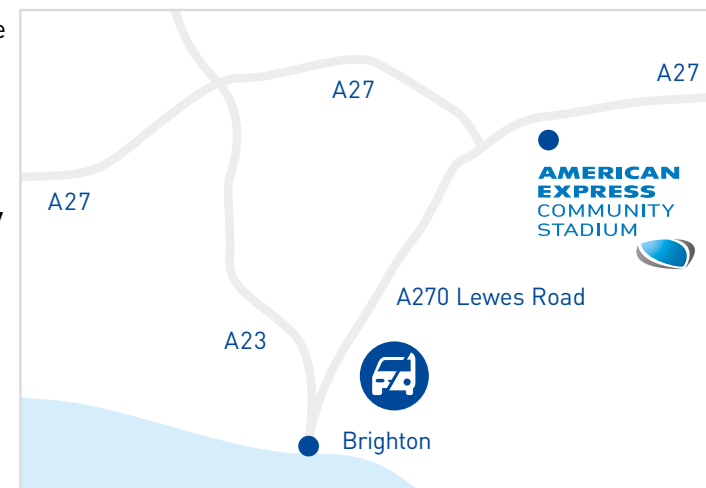 A27
A27
A27
AMERICAN
EXPRESS
COMMUNITY
STADIUM
A270 Lewes Road
A23
Brighton